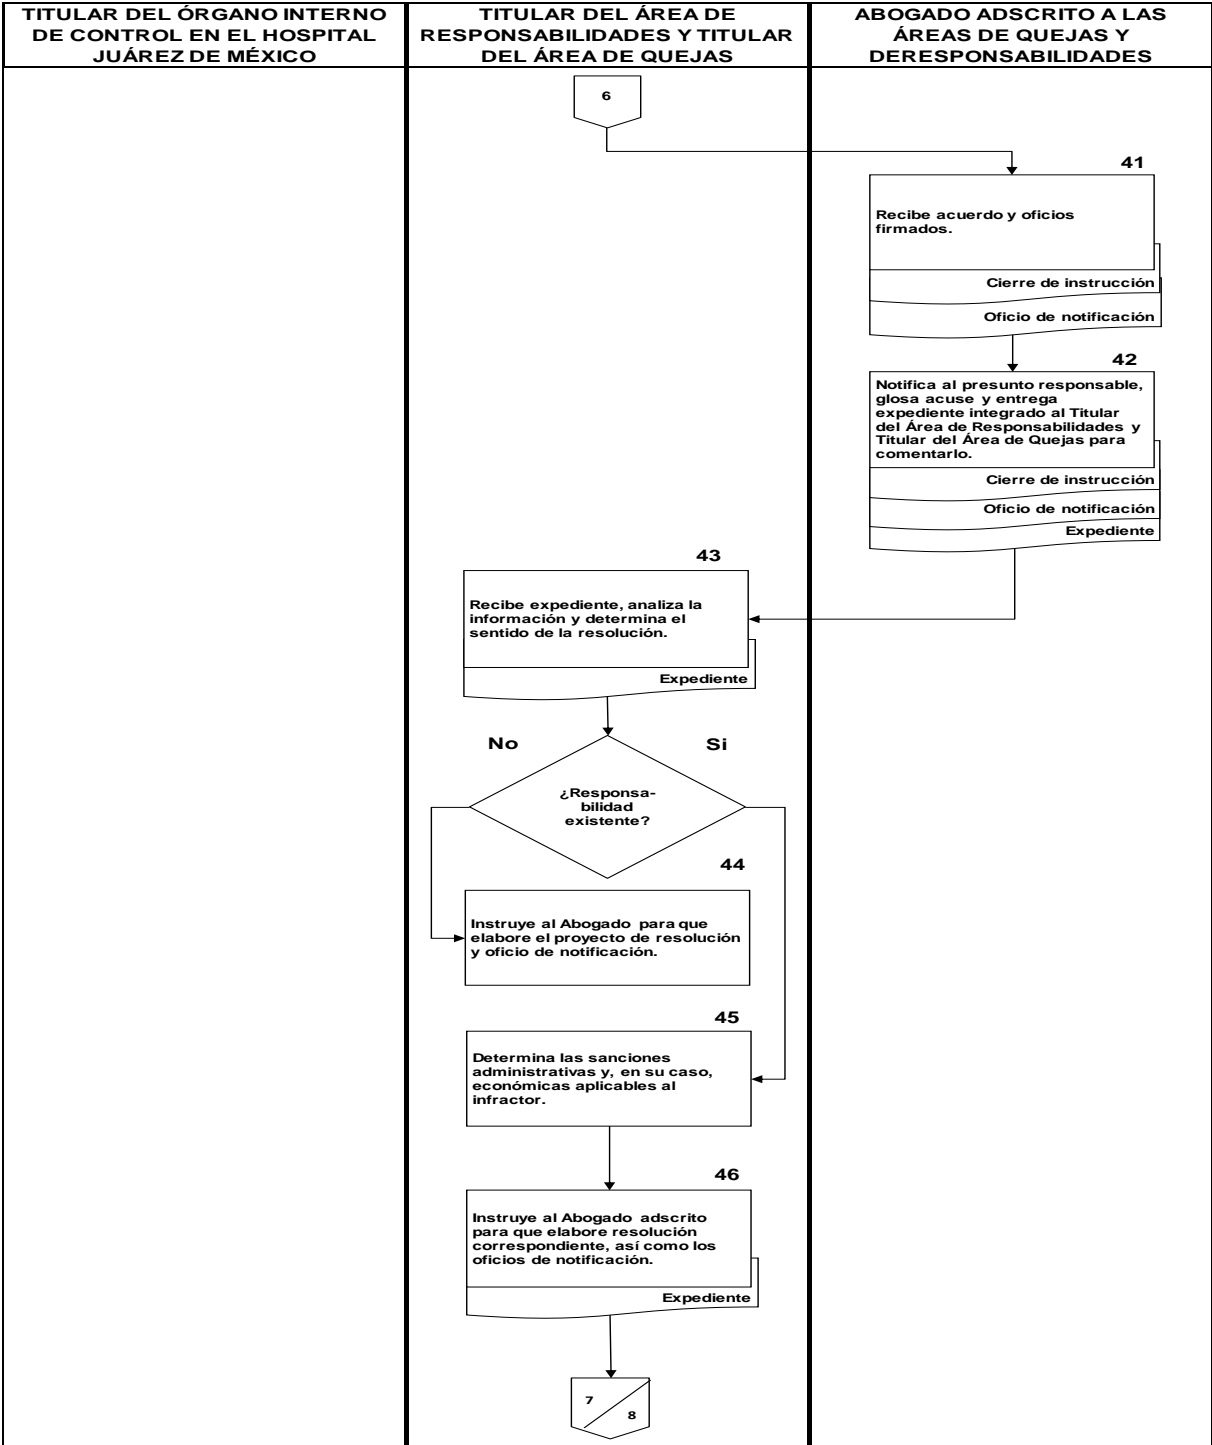 TITULAR DEL ÓRGANO INTERNO
DE CONTROL EN EL HOSPITAL
JUÁREZ DE MÉXICO
TITULAR DEL ÁREA DE
RESPONSABILIDADES Y TITULAR
DEL ÁREA DE QUEJAS
ABOGADO ADSCRITO A LAS
ÁREAS DE QUEJAS Y
DERESPONSABILIDADES
6
41
Recibe acuerdo y oficios
firmados.
Cierre de instrucción
Oficio de notificación
42
Notifica al presunto responsable,
glosa acuse y entrega
expediente integrado al Titular
del Área de Responsabilidades y
Titular del Área de Quejas para
comentarlo.
Cierre de instrucción
Oficio de notificación
Expediente
43
Recibe expediente, analiza la
información y determina el
sentido de la resolución.
Expediente
No
Si
¿Responsa-
bilidad
existente?
44
Instruye al Abogado para que
elabore el proyecto de resolución
y oficio de notificación.
45
Determina las sanciones
administrativas y, en su caso,
económicas aplicables al
infractor.
46
Instruye al Abogado adscrito
para que elabore resolución
correspondiente, así como los
oficios de notificación.
Expediente
7
8